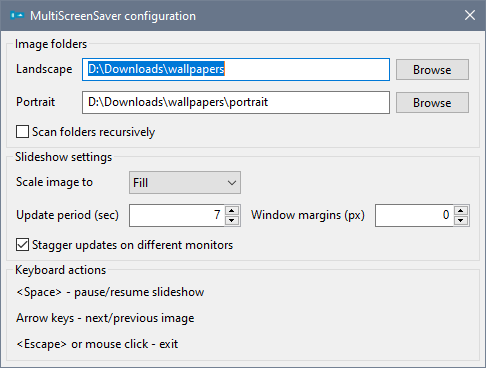 MultiScreenSaver configuration
Image folders
Landscape D:\Downloads\wallpapers Browse
Portrait D:\Downloads\wallpapers\portrait Browse
Scan folders recursively
Slideshow settings
Scale image to Fill
Update period (sec) 7 Window margins (px) 0
Stagger updates on different monitors
Keyboard actions
<Space> - pause/resume slideshow
Arrow keys - next/previous image
<Escape> or mouse click - exit